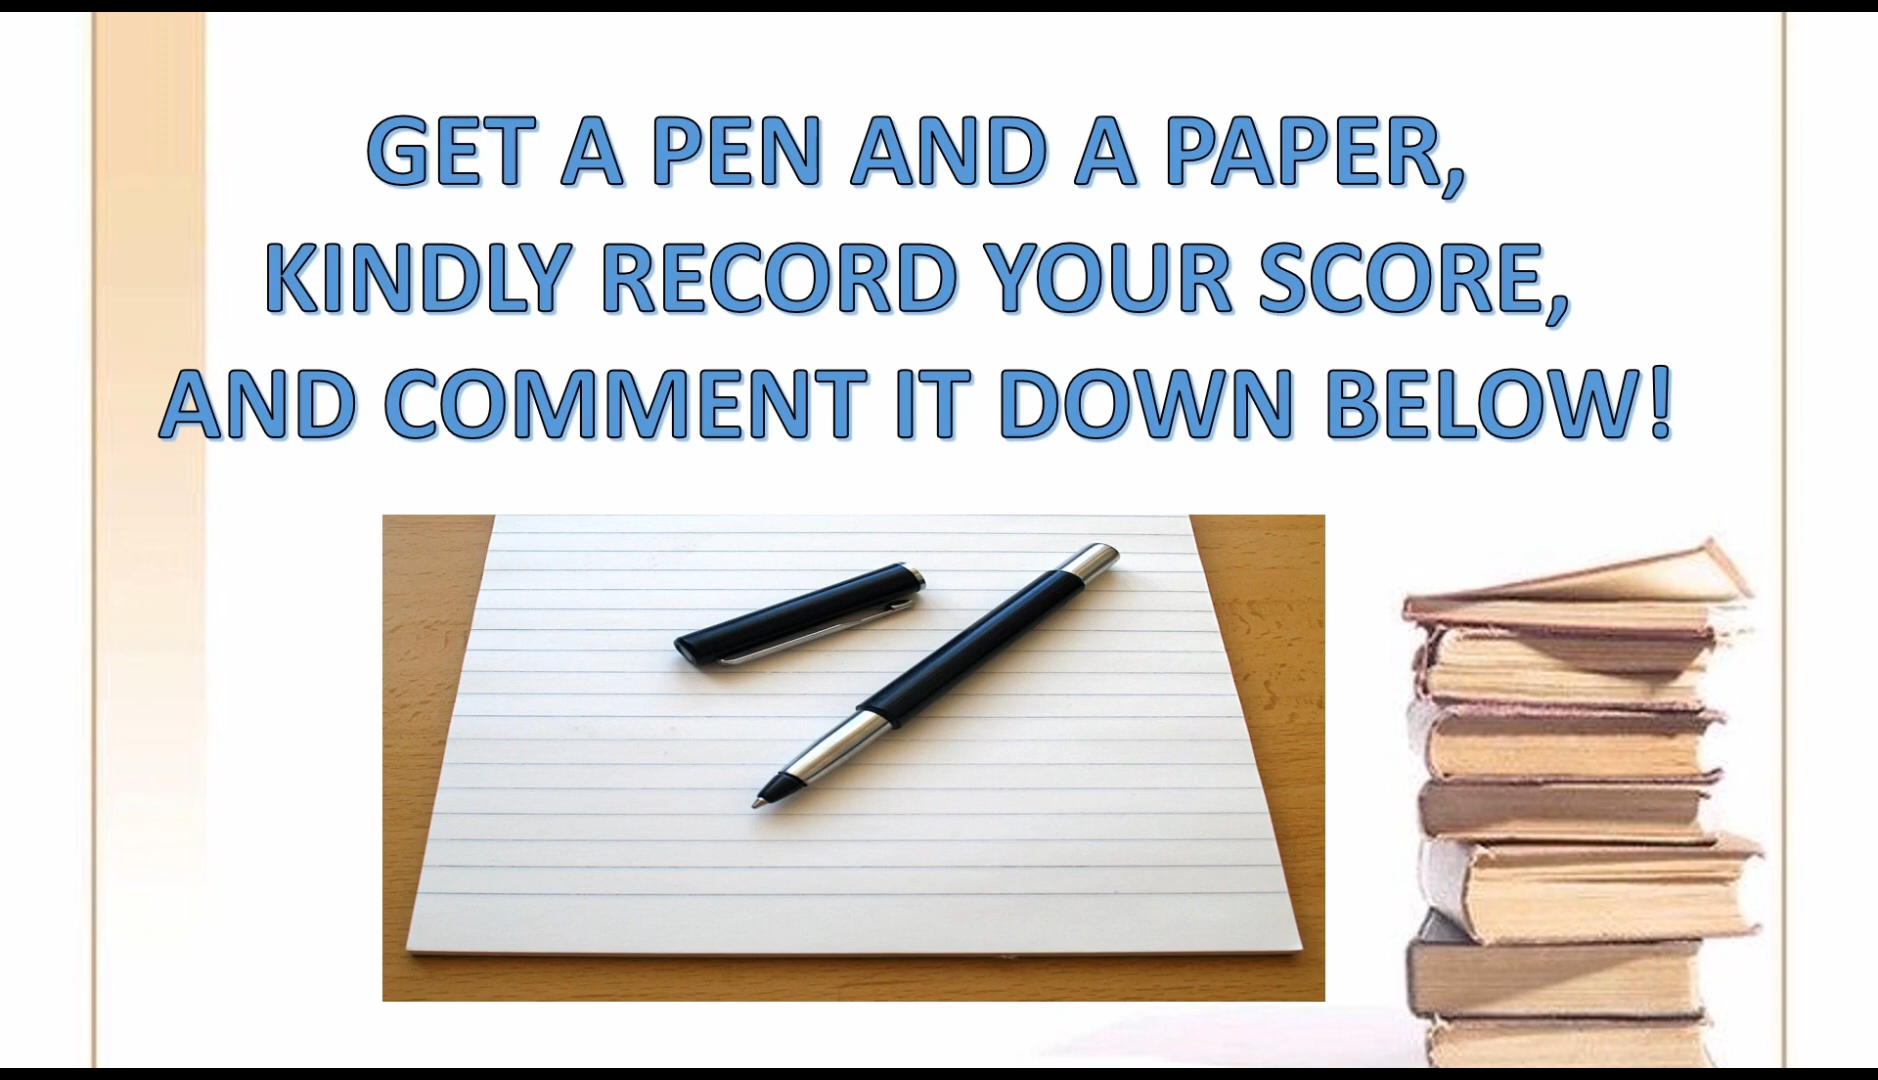 GET A PEN AND A PAPER,
KINDLY RECORD YOUR SCORE,
AND COMMENT IT DOWN BELOW!